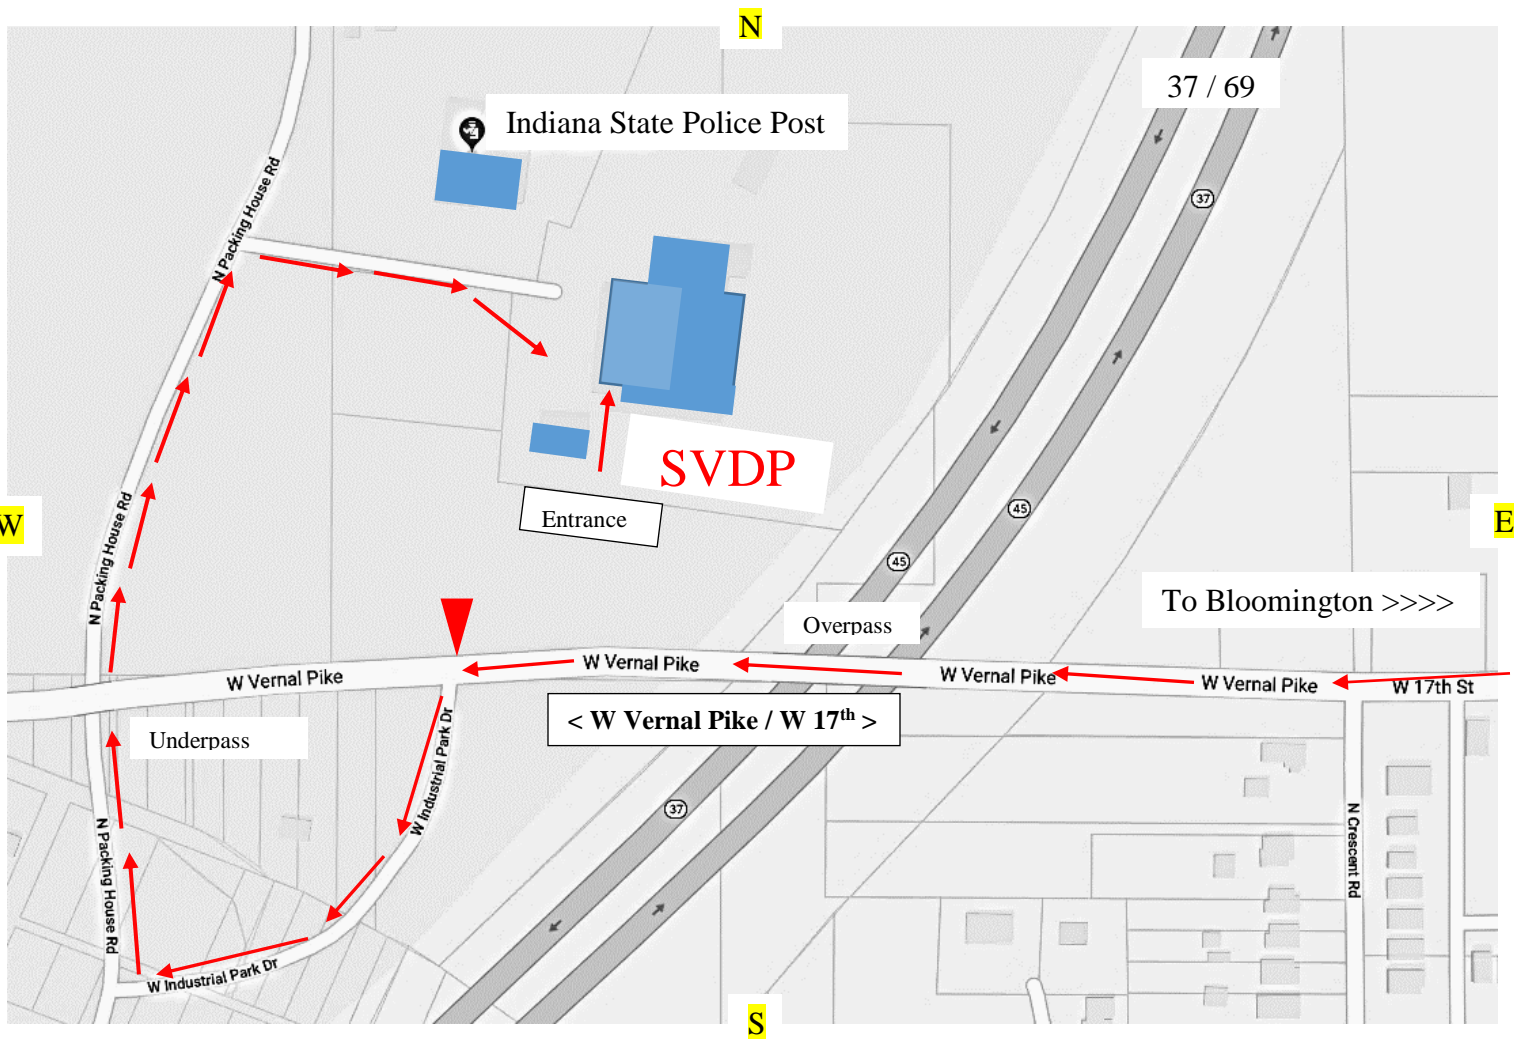 N
37 / 69
Indiana State Police Post
N Packing House Rd
37
SVDP
Entrance
W
E
N Packing House Rd
45
45
To Bloomington >>>>
Overpass
W Vernal Pike
W Vernal Pike
W Vernal Pike
W Vernal Pike
W 17th St
< W Vernal Pike / W 17th >
Underpass
W Industrial Park Dr
37
N Packing House Rd
N Crescent Rd
W Industrial Park Dr
S